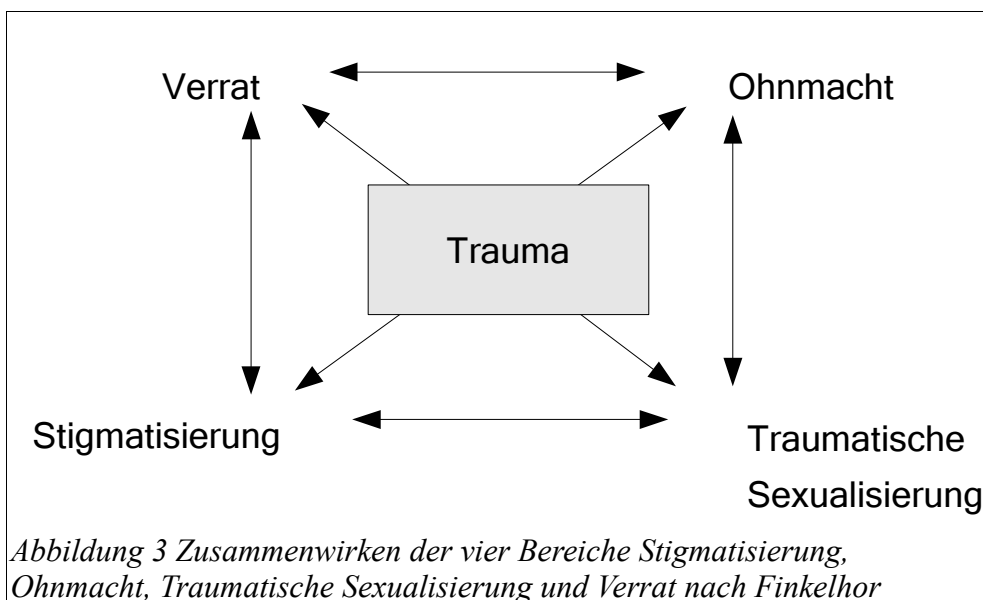 Verrat
Ohnmacht
Trauma
Stigmatisierung
Traumatische
Sexualisierung
Abbildung 3 Zusammenwirken der vier Bereiche Stigmatisierung,
Ohnmacht, Traumatische Sexualisierung und Verrat nach Finkelhor